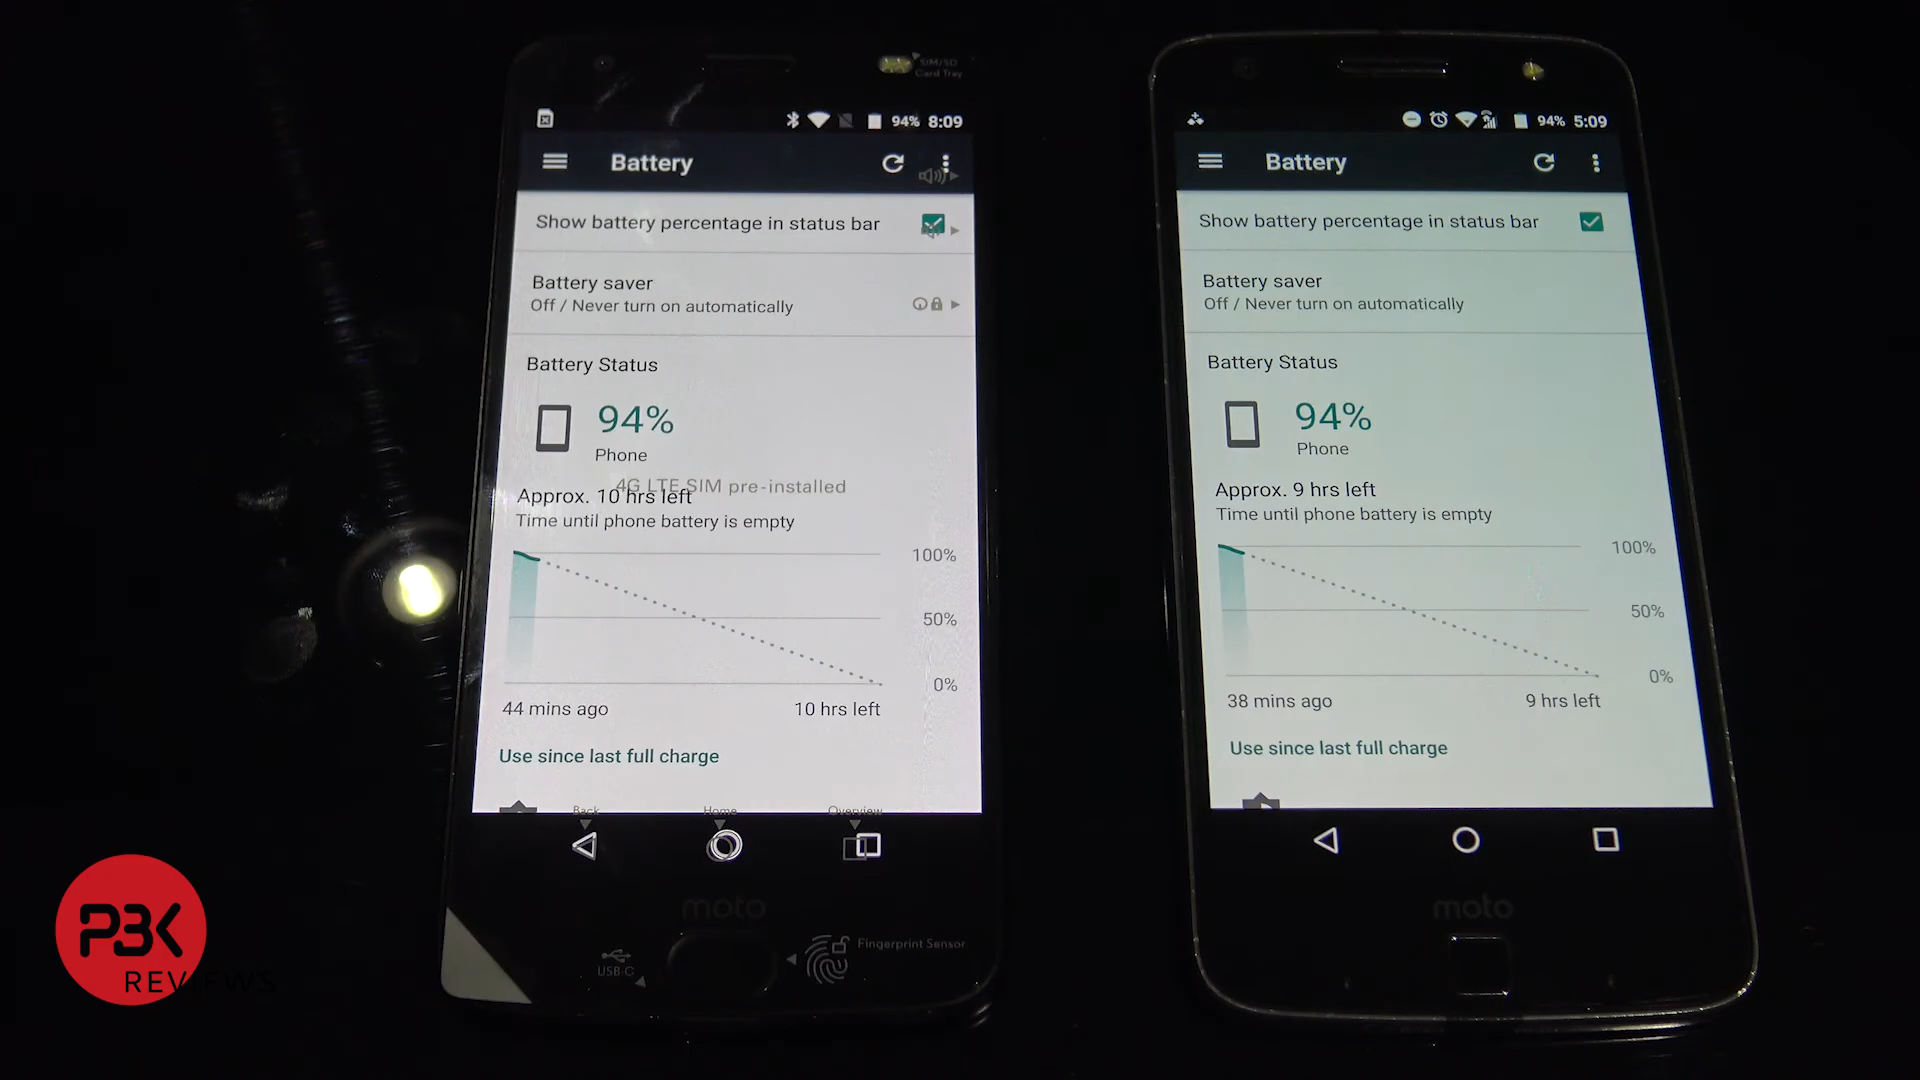 SIM/SD
Card Tray
94% 8:09
Battery
Show battery percentage in status bar
Battery saver
Off / Never turn on automatically
Battery Status
94%
Phone
4G LTE SIM pre-installed
Approx. 10 hrs left
Time until phone battery is empty
100%
50%
0%
44 mins ago
10 hrs left
Use since last full charge
Back
Home
Overview
moto
USB-C
Fingerprint Sensor
94% 5:09
Battery
Show battery percentage in status bar
Battery saver
Off / Never turn on automatically
Battery Status
94%
Phone
Approx. 9 hrs left
Time until phone battery is empty
100%
50%
0%
38 mins ago
9 hrs left
Use since last full charge
moto
PBK
REVIEWS